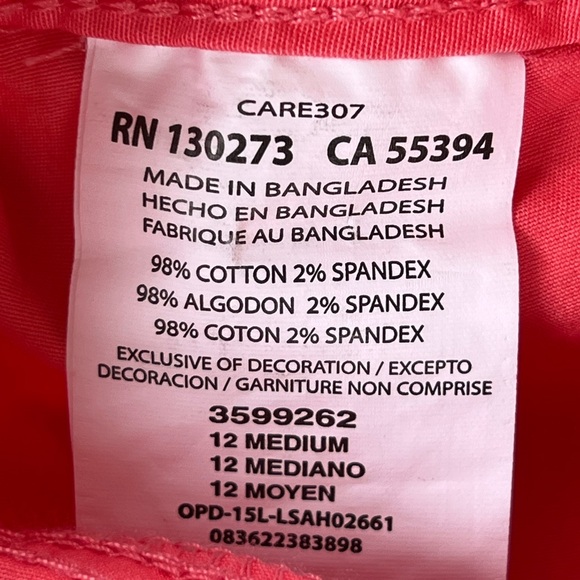 CARE307
RN 130273 CA 55394
MADE IN BANGLADESH
HECHO EN BANGLADESH
FABRIQUE AU BANGLADESH
98% COTTON 2% SPANDEX
98% ALGODON 2% SPANDEX
98% COTON 2% SPANDEX
EXCLUSIVE OF DECORATION / EXCEPTO
DECORACION / GARNITURE NON COMPRISE
3599262
12 MEDIUM
12 MEDIANO
12 MOYEN
OPD-15L-LSAH02661
083622383898